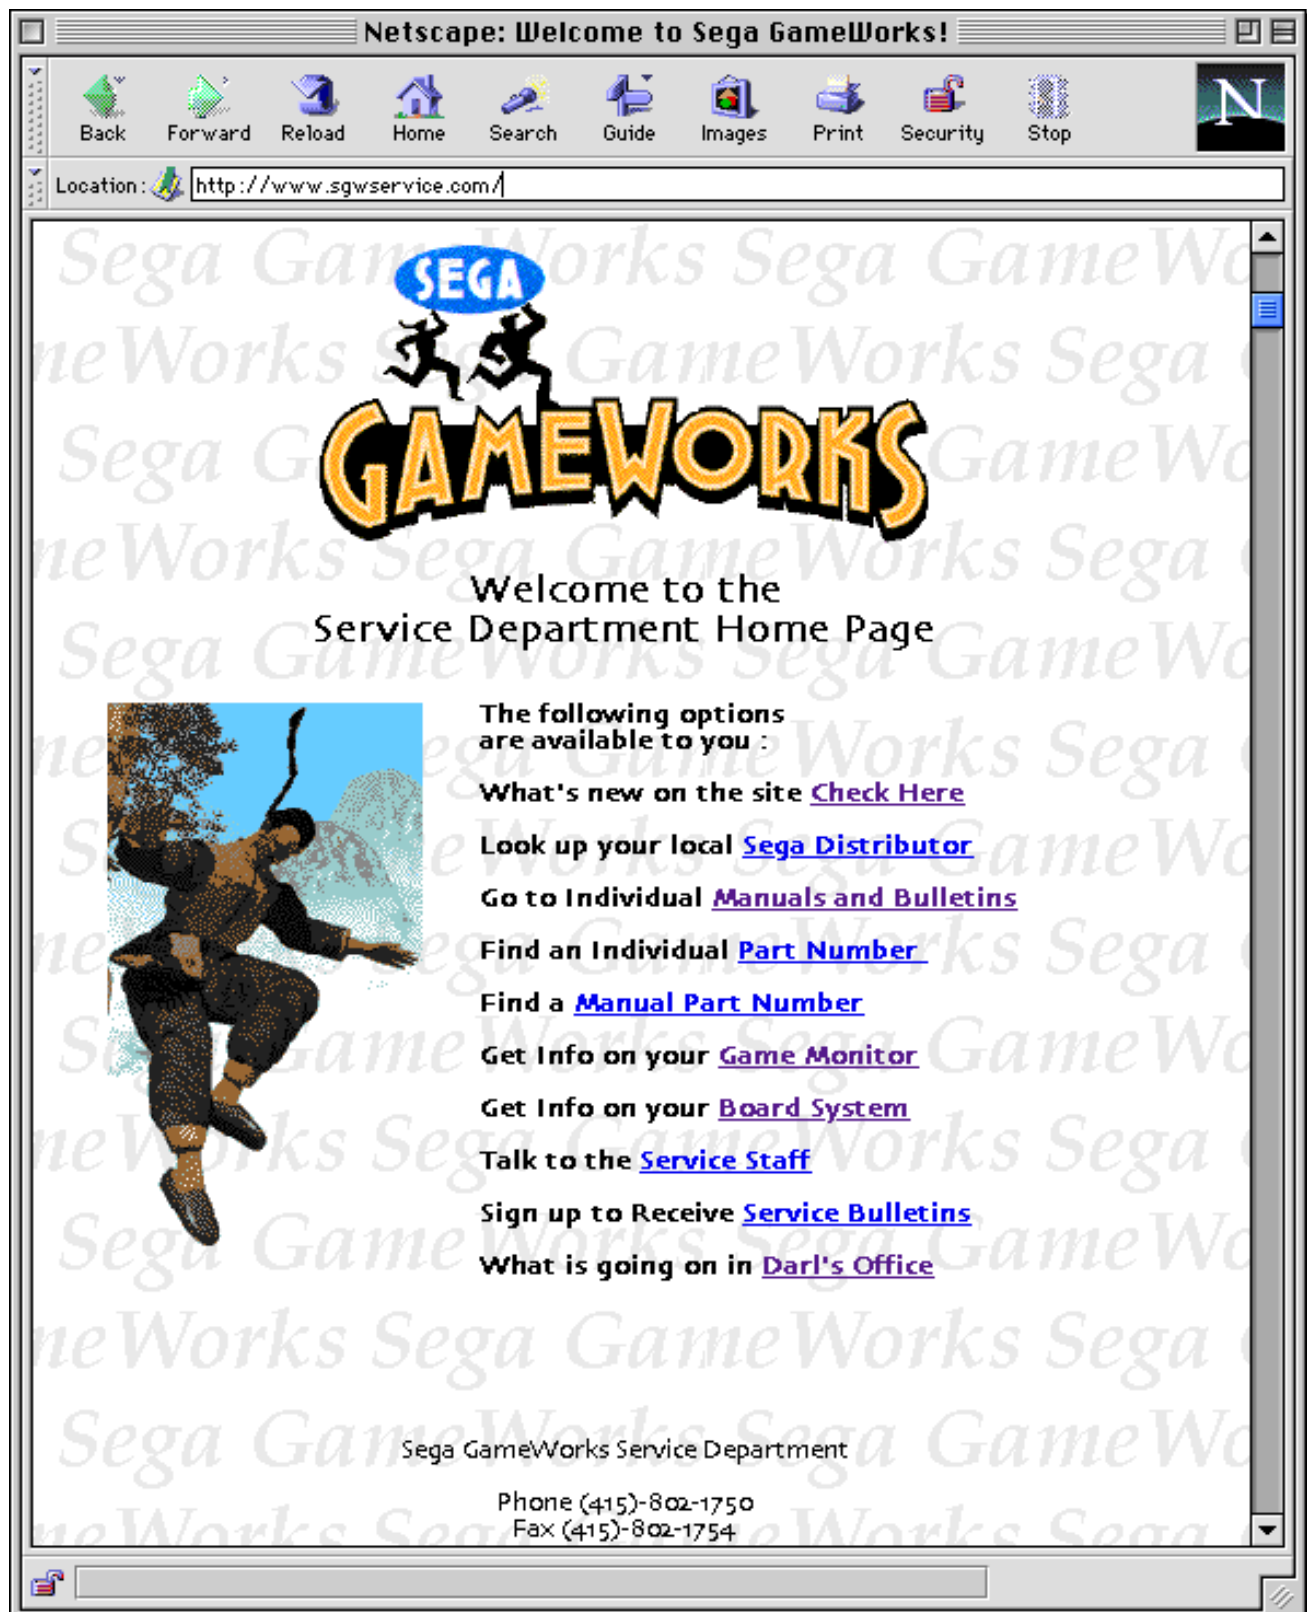 Netscape: Welcome to Sega GameWorks!
Back Forward Reload Home Search Guide Images Print Security Stop
N
Location: http://www.sgwservice.com/
SEGA
GAMEWORKS
Welcome to the
Service Department Home Page
The following options
are available to you :
What's new on the site Check Here
Look up your local Sega Distributor
Go to Individual Manuals and Bulletins
Find an Individual Part Number
Find a Manual Part Number
Get Info on your Game Monitor
Get Info on your Board System
Talk to the Service Staff
Sign up to Receive Service Bulletins
What is going on in Darl's Office
Sega GameWorks Service Department
Phone (415)-802-1750
Fax (415)-802-1754